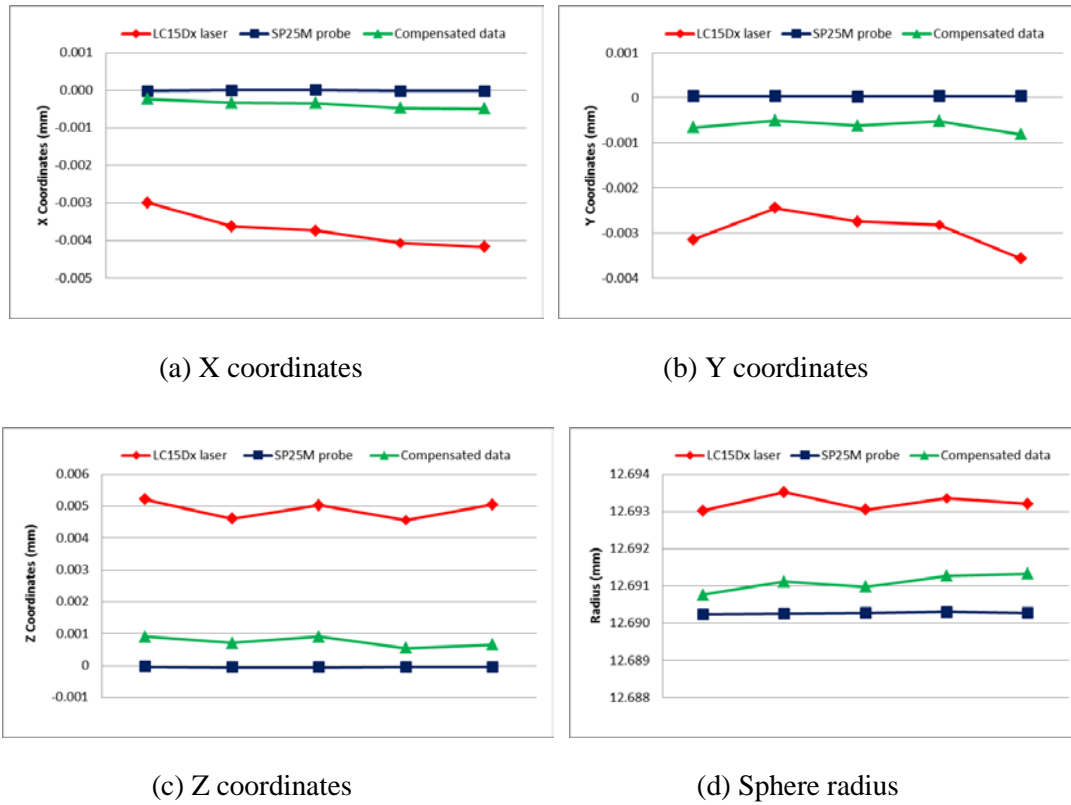 LC15Dx laser SP25M probe Compensated data
0.001
0.000
-0.001
-0.002
-0.003
-0.004
-0.005
X Coordinates (mm)
(a) X coordinates
LC15Dx laser SP25M probe Compensated data
0.001
0
-0.001
-0.002
-0.003
-0.004
Y Coordinates (mm)
(b) Y coordinates
LC15Dx laser SP25M probe Compensated data
0.006
0.005
0.004
0.003
0.002
0.001
0
-0.001
Z Coordinates (mm)
(c) Z coordinates
LC15Dx laser SP25M probe Compensated data
12.694
12.693
12.692
12.691
12.690
12.689
12.688
Radius (mm)
(d) Sphere radius